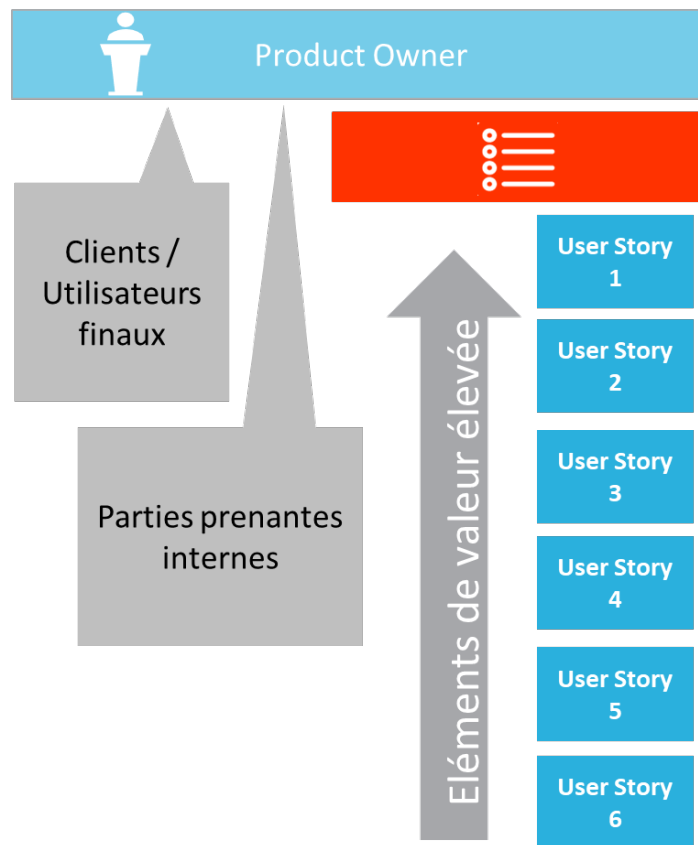 Product Owner
Clients /
Utilisateurs
finaux
Parties prenantes
internes
Eléments de valeur élevée
User Story
1
User Story
2
User Story
3
User Story
4
User Story
5
User Story
6